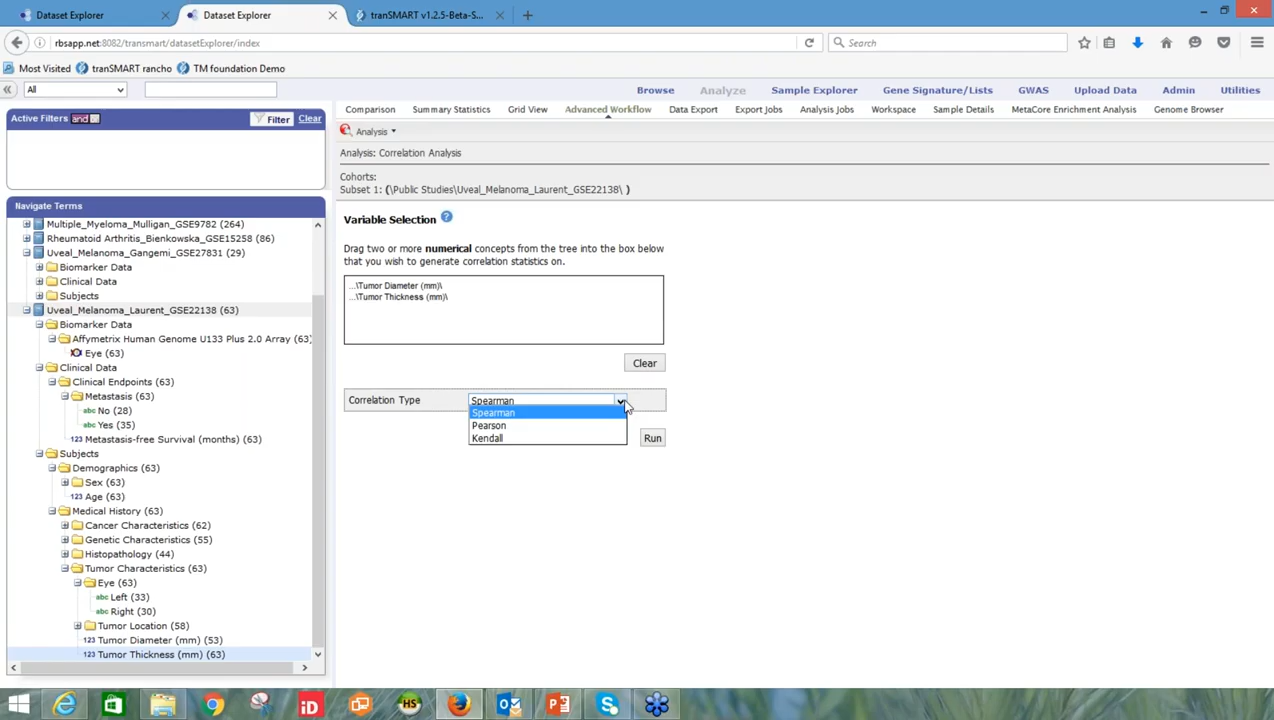 Dataset Explorer
Dataset Explorer
tranSMART v1.2.5-Beta-S...
rbsapp.net:8082/transmart/datasetExplorer/index
Search
Most Visited
tranSMART rancho
TM foundation Demo
All
Browse
Analyze
Sample Explorer
Gene Signature/Lists
GWAS
Upload Data
Admin
Utilities
Active Filters and
Filter
Clear
Comparison
Summary Statistics
Grid View
Advanced Workflow
Data Export
Export Jobs
Analysis Jobs
Workspace
Sample Details
MetaCore Enrichment Analysis
Genome Browser
Analysis
Analysis: Correlation Analysis
Cohorts:
Subset 1: (\Public Studies\Uveal_Melanoma_Laurent_GSE22138\ )
Navigate Terms
Multiple_Myeloma_Mulligan_GSE9782 (264)
Rheumatoid Arthritis_Bienkowska_GSE15258 (86)
Uveal_Melanoma_Gangemi_GSE27831 (29)
Biomarker Data
Clinical Data
Subjects
Uveal_Melanoma_Laurent_GSE22138 (63)
Biomarker Data
Affymetrix Human Genome U133 Plus 2.0 Array (63)
Eye (63)
Clinical Data
Clinical Endpoints (63)
Metastasis (63)
abc No (28)
abc Yes (35)
123 Metastasis-free Survival (months) (63)
Subjects
Demographics (63)
Sex (63)
123 Age (63)
Medical History (63)
Cancer Characteristics (62)
Genetic Characteristics (55)
Histopathology (44)
Tumor Characteristics (63)
Eye (63)
abc Left (33)
abc Right (30)
Tumor Location (58)
123 Tumor Diameter (mm) (53)
123 Tumor Thickness (mm) (63)
Variable Selection
Drag two or more numerical concepts from the tree into the box below
that you wish to generate correlation statistics on.
...\Tumor Diameter (mm)\
...\Tumor Thickness (mm)\
Clear
Correlation Type
Spearman
Spearman
Pearson
Kendall
Run
iD
HS